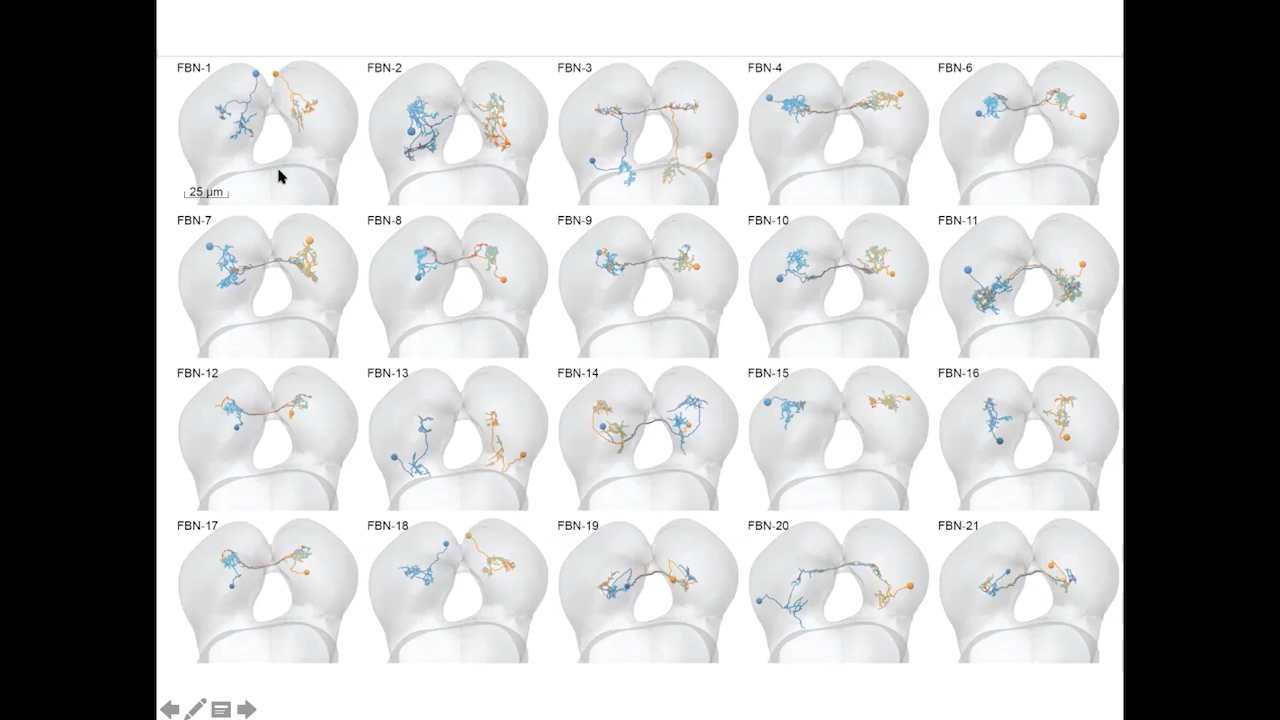 FBN-1 FBN-2 FBN-3 FBN-4 FBN-6
25 μm
FBN-7 FBN-8 FBN-9 FBN-10 FBN-11
FBN-12 FBN-13 FBN-14 FBN-15 FBN-16
FBN-17 FBN-18 FBN-19 FBN-20 FBN-21